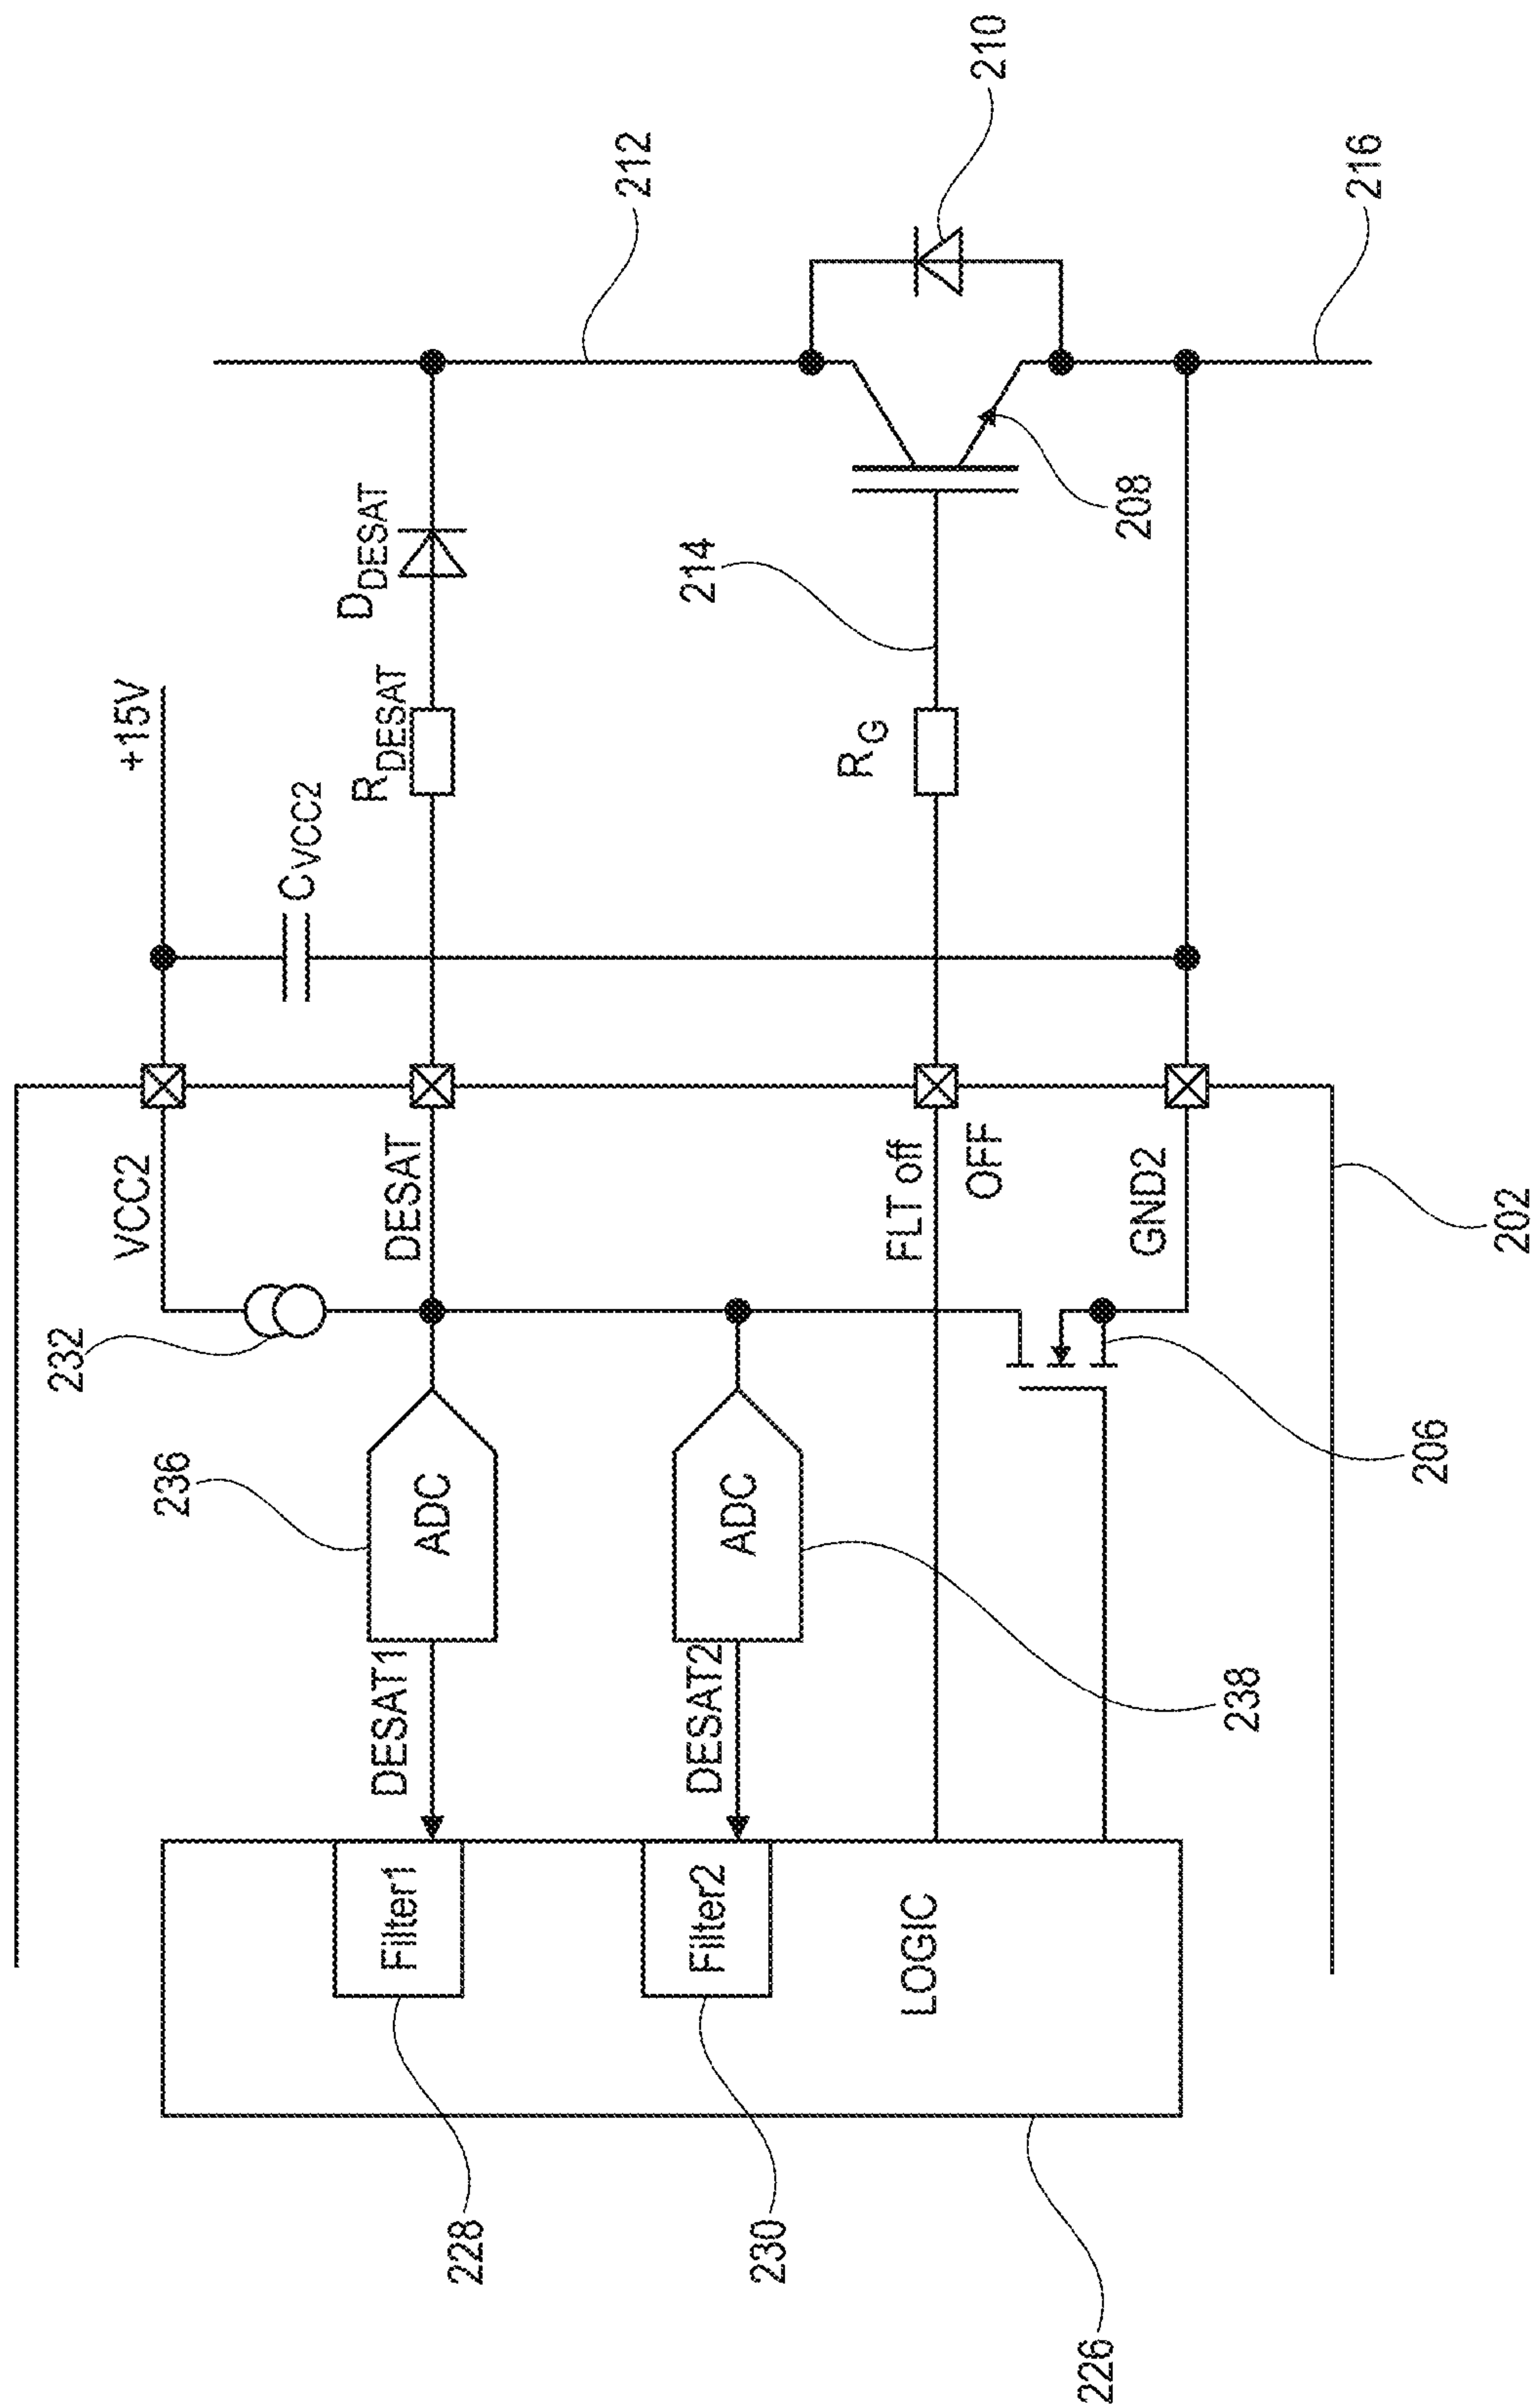 +15V
VCC2
232
CVCC2
212
236
DESAT
RDESAT
DDESAT
210
228
Filter1
DESAT1
ADC
230
Filter2
DESAT2
ADC
214
RG
LOGIC
FLT off
OFF
208
226
238
GND2
216
206
202